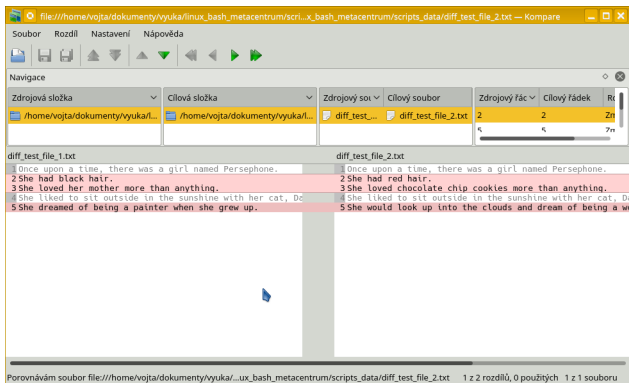 file:///home/vojta/dokumenty/vyuka/linux_bash_metacentrum/scri...x_bash_metacentrum/scripts_data/diff_test_file_2.txt — Kompare
Soubor Rozdíl Nastavení Nápověda
Navigace
Zdrojová složka Cílová složka Zdrojový sou Cílový soubor Zdrojový řác Cílový řádek
/home/vojta/dokumenty/vyuka/l... /home/vojta/dokumenty/vyuka/l... diff_test_... diff_test_file_2.txt 2 2 Zm
5 5 Zm
diff_test_file_1.txt diff_test_file_2.txt
1 Once upon a time, there was a girl named Persephone. 1 Once upon a time, there was a girl named Persephone.
2 She had black hair. 2 She had red hair.
3 She loved her mother more than anything. 3 She loved chocolate chip cookies more than anything.
4 She liked to sit outside in the sunshine with her cat, Da 4 She liked to sit outside in the sunshine with her cat, Da
5 She dreamed of being a painter when she grew up. 5 She would look up into the clouds and dream of being a w
Porovnávám soubor file:///home/vojta/dokumenty/vyuka/...ux_bash_metacentrum/scripts_data/diff_test_file_2.txt 1 z 2 rozdílů, 0 použitých 1 z 1 souboru